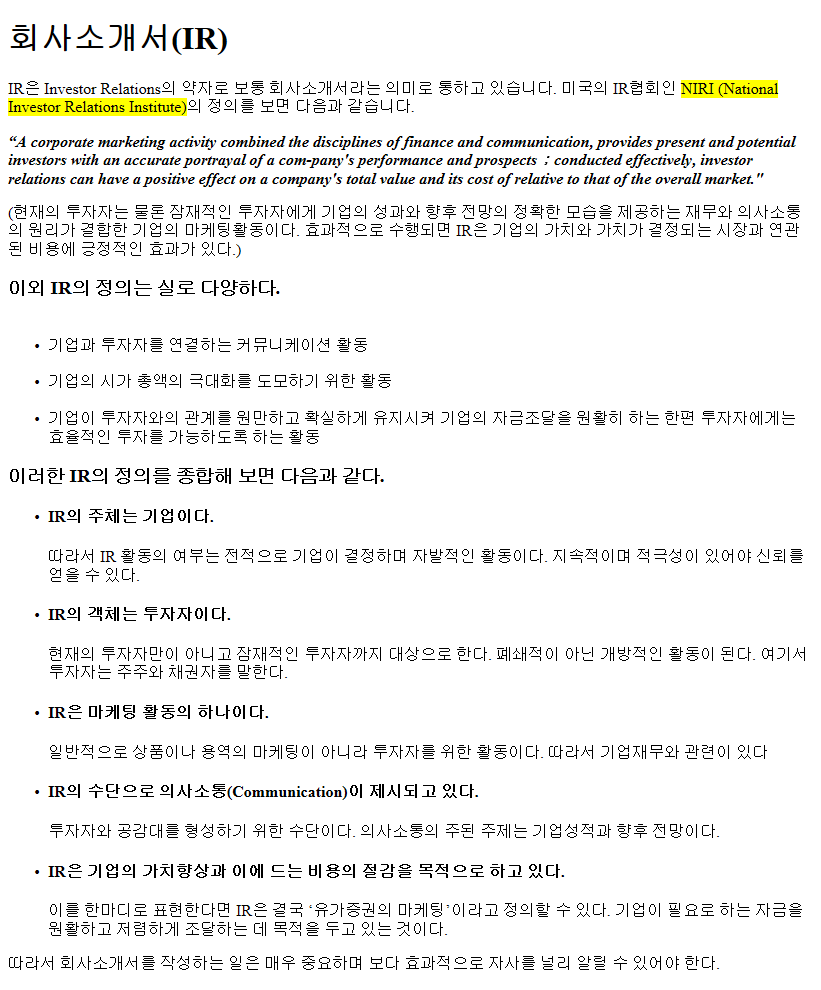 회사소개서(IR)
IR은 Investor Relations의 약자로 보통 회사소개서라는 의미로 통하고 있습니다. 미국의 IR협회인 NIRI (National
Investor Relations Institute)의 정의를 보면 다음과 같습니다.
“A corporate marketing activity combined the disciplines of finance and communication, provides present and potential
investors with an accurate portrayal of a com-pany's performance and prospects ; conducted effectively, investor
relations can have a positive effect on a company's total value and its cost of relative to that of the overall market."
(현재의 투자자는 물론 잠재적인 투자자에게 기업의 성과와 향후 전망의 정확한 모습을 제공하는 재무와 의사소통
의 원리가 결합한 기업의 마케팅활동이다. 효과적으로 수행되면 IR은 기업의 가치와 가치가 결정되는 시장과 연관
된 비용에 긍정적인 효과가 있다.)
이외 IR의 정의는 실로 다양하다.
• 기업과 투자자를 연결하는 커뮤니케이션 활동
• 기업의 시가 총액의 극대화를 도모하기 위한 활동
• 기업이 투자자와의 관계를 원만하고 확실하게 유지시켜 기업의 자금조달을 원활히 하는 한편 투자자에게는
효율적인 투자를 가능하도록 하는 활동
이러한 IR의 정의를 종합해 보면 다음과 같다.
• IR의 주체는 기업이다.
따라서 IR 활동의 여부는 전적으로 기업이 결정하며 자발적인 활동이다. 지속적이며 적극성이 있어야 신뢰를
얻을 수 있다.
• IR의 객체는 투자자이다.
현재의 투자자만이 아니고 잠재적인 투자자까지 대상으로 한다. 폐쇄적이 아닌 개방적인 활동이 된다. 여기서
투자자는 주주와 채권자를 말한다.
• IR은 마케팅 활동의 하나이다.
일반적으로 상품이나 용역의 마케팅이 아니라 투자자를 위한 활동이다. 따라서 기업재무와 관련이 있다
• IR의 수단으로 의사소통(Communication)이 제시되고 있다.
투자자와 공감대를 형성하기 위한 수단이다. 의사소통의 주된 주제는 기업성적과 향후 전망이다.
• IR은 기업의 가치향상과 이에 드는 비용의 절감을 목적으로 하고 있다.
이를 한마디로 표현한다면 IR은 결국 ‘유가증권의 마케팅’이라고 정의할 수 있다. 기업이 필요로 하는 자금을
원활하고 저렴하게 조달하는 데 목적을 두고 있는 것이다.
따라서 회사소개서를 작성하는 일은 매우 중요하며 보다 효과적으로 자사를 널리 알릴 수 있어야 한다.